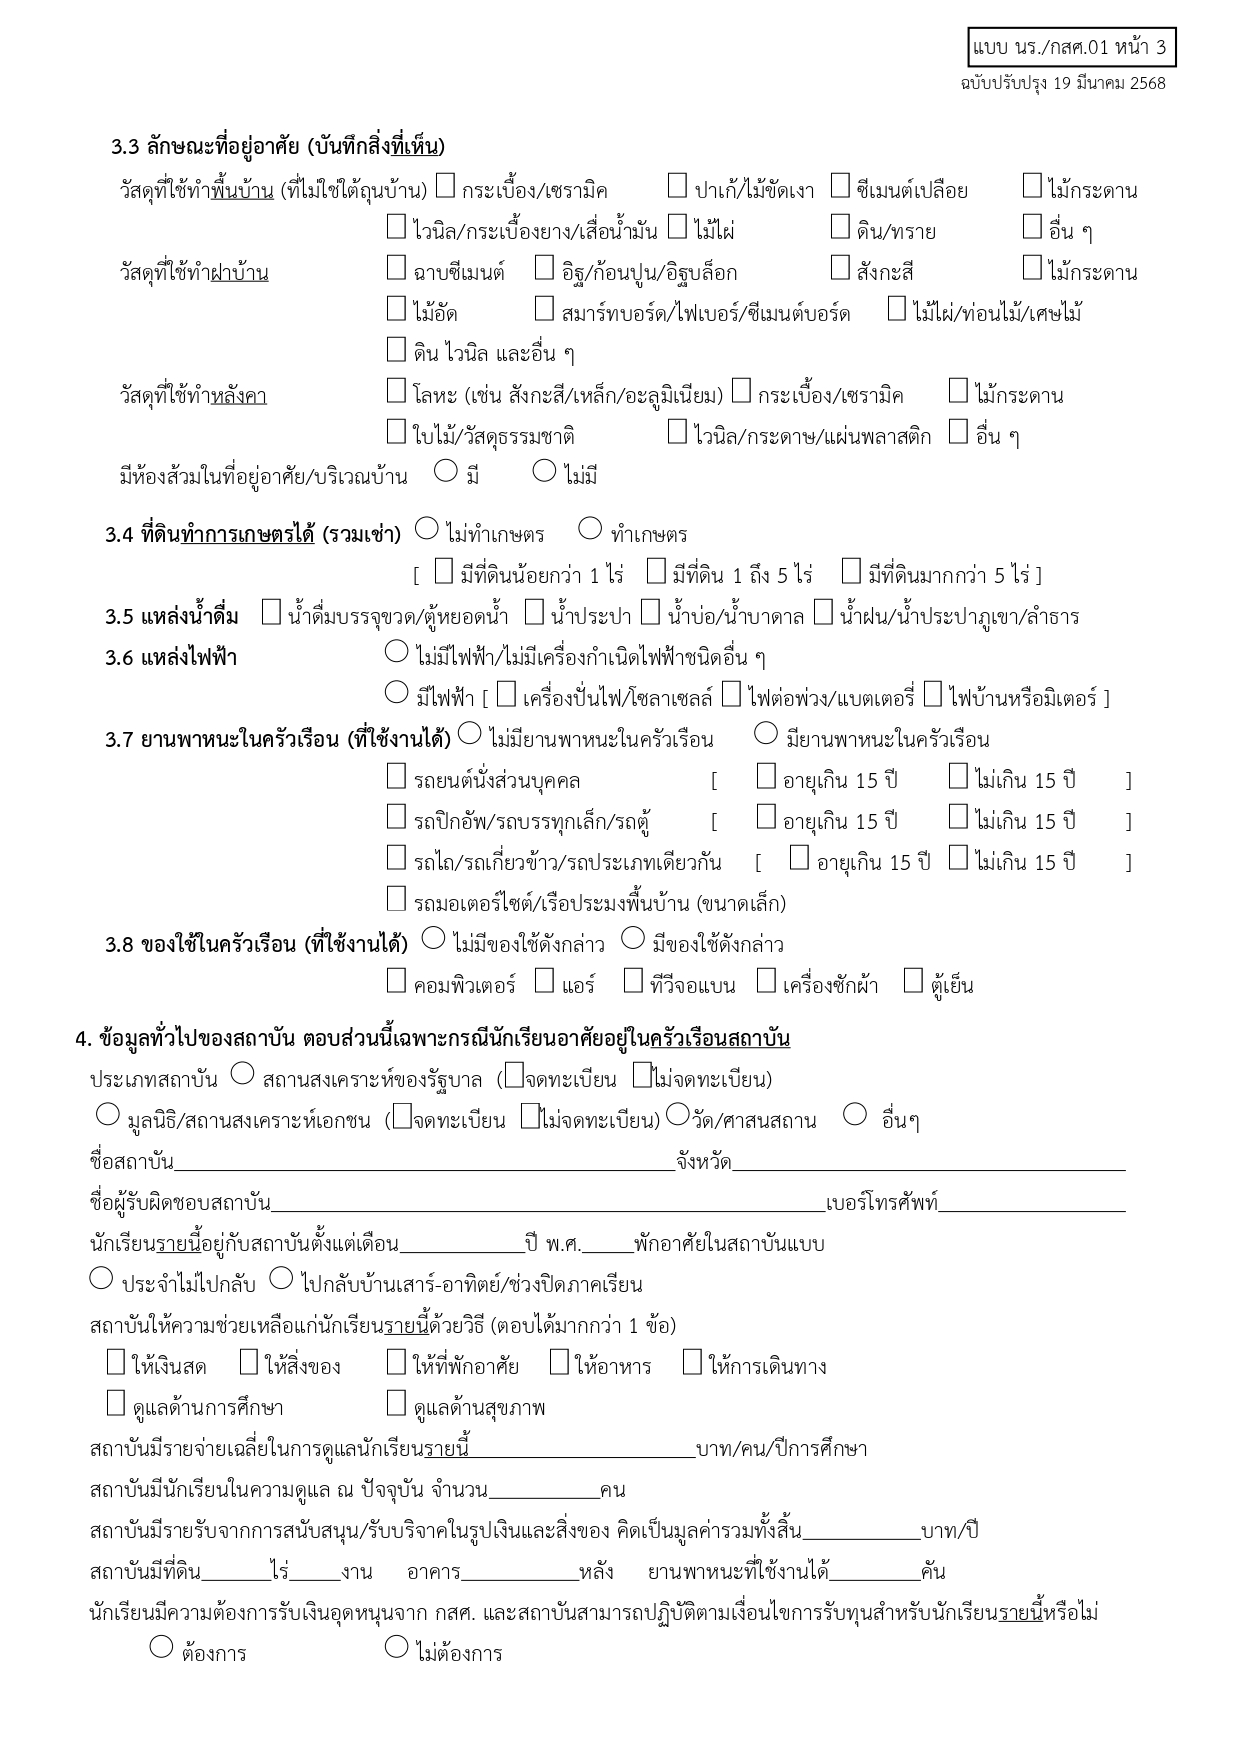 แบบ นร./กสศ.01 หน้า 3
ฉบับปรับปรุง 19 มีนาคม 2568
3.3 ลักษณะที่อยู่อาศัย (บันทึกสิ่งที่เห็น)
วัสดุที่ใช้ทำพื้นบ้าน (ที่ไม่ใช่ใต้ถุนบ้าน) ☐ กระเบื้อง/เซรามิค ☐ ปาเก้/ไม้ขัดเงา ☐ ซีเมนต์เปลือย ☐ ไม้กระดาน
☐ ไวนิล/กระเบื้องยาง/เสื่อน้ำมัน ☐ ไม้ไผ่ ☐ ดิน/ทราย ☐ อื่น ๆ
วัสดุที่ใช้ทำฝาบ้าน ☐ ฉาบซีเมนต์ ☐ อิฐ/ก้อนปูน/อิฐบล็อก ☐ สังกะสี ☐ ไม้กระดาน
☐ ไม้อัด ☐ สมาร์ทบอร์ด/ไฟเบอร์/ซีเมนต์บอร์ด ☐ ไม้ไผ่/ท่อนไม้/เศษไม้
☐ ดิน ไวนิล และอื่น ๆ
วัสดุที่ใช้ทำหลังคา ☐ โลหะ (เช่น สังกะสี/เหล็ก/อะลูมิเนียม) ☐ กระเบื้อง/เซรามิค ☐ ไม้กระดาน
☐ ใบไม้/วัสดุธรรมชาติ ☐ ไวนิล/กระดาษ/แผ่นพลาสติก ☐ อื่น ๆ
มีห้องส้วมในที่อยู่อาศัย/บริเวณบ้าน ○ มี ○ ไม่มี
3.4 ที่ดินทำการเกษตรได้ (รวมเช่า) ○ ไม่ทำเกษตร ○ ทำเกษตร
[ ☐ มีที่ดินน้อยกว่า 1 ไร่ ☐ มีที่ดิน 1 ถึง 5 ไร่ ☐ มีที่ดินมากกว่า 5 ไร่ ]
3.5 แหล่งน้ำดื่ม ☐ น้ำดื่มบรรจุขวด/ตู้หยอดน้ำ ☐ น้ำประปา ☐ น้ำบ่อ/น้ำบาดาล ☐ น้ำฝน/น้ำประปาภูเขา/ลำธาร
3.6 แหล่งไฟฟ้า ○ ไม่มีไฟฟ้า/ไม่มีเครื่องกำเนิดไฟฟ้าชนิดอื่น ๆ
○ มีไฟฟ้า [ ☐ เครื่องปั่นไฟ/โซลาเซลล์ ☐ ไฟต่อพ่วง/แบตเตอรี่ ☐ ไฟบ้านหรือมิเตอร์ ]
3.7 ยานพาหนะในครัวเรือน (ที่ใช้งานได้) ○ ไม่มียานพาหนะในครัวเรือน ○ มียานพาหนะในครัวเรือน
☐ รถยนต์นั่งส่วนบุคคล [ ☐ อายุเกิน 15 ปี ☐ ไม่เกิน 15 ปี ]
☐ รถปิกอัพ/รถบรรทุกเล็ก/รถตู้ [ ☐ อายุเกิน 15 ปี ☐ ไม่เกิน 15 ปี ]
☐ รถไถ/รถเกี่ยวข้าว/รถประเภทเดียวกัน [ ☐ อายุเกิน 15 ปี ☐ ไม่เกิน 15 ปี ]
☐ รถมอเตอร์ไซต์/เรือประมงพื้นบ้าน (ขนาดเล็ก)
3.8 ของใช้ในครัวเรือน (ที่ใช้งานได้) ○ ไม่มีของใช้ดังกล่าว ○ มีของใช้ดังกล่าว
☐ คอมพิวเตอร์ ☐ แอร์ ☐ ทีวีจอแบน ☐ เครื่องซักผ้า ☐ ตู้เย็น
4. ข้อมูลทั่วไปของสถาบัน ตอบส่วนนี้เฉพาะกรณีนักเรียนอาศัยอยู่ในครัวเรือนสถาบัน
ประเภทสถาบัน ○ สถานสงเคราะห์ของรัฐบาล (☐จดทะเบียน ☐ไม่จดทะเบียน)
○ มูลนิธิ/สถานสงเคราะห์เอกชน (☐จดทะเบียน ☐ไม่จดทะเบียน) ○วัด/ศาสนสถาน ○ อื่นๆ
ชื่อสถาบัน____________________จังหวัด____________________
ชื่อผู้รับผิดชอบสถาบัน____________________เบอร์โทรศัพท์__________
นักเรียนรายนี้อยู่กับสถาบันตั้งแต่เดือน__________ปี พ.ศ._____พักอาศัยในสถาบันแบบ
○ ประจำไม่ไปกลับ ○ ไปกลับบ้านเสาร์-อาทิตย์/ช่วงปิดภาคเรียน
สถาบันให้ความช่วยเหลือแก่นักเรียนรายนี้ด้วยวิธี (ตอบได้มากกว่า 1 ข้อ)
☐ ให้เงินสด ☐ ให้สิ่งของ ☐ ให้ที่พักอาศัย ☐ ให้อาหาร ☐ ให้การเดินทาง
☐ ดูแลด้านการศึกษา ☐ ดูแลด้านสุขภาพ
สถาบันมีรายจ่ายเฉลี่ยในการดูแลนักเรียนรายนี้____________________บาท/คน/ปีการศึกษา
สถาบันมีนักเรียนในความดูแล ณ ปัจจุบัน จำนวน__________คน
สถาบันมีรายรับจากการสนับสนุน/รับบริจาคในรูปเงินและสิ่งของ คิดเป็นมูลค่ารวมทั้งสิ้น__________บาท/ปี
สถาบันมีที่ดิน______ไร่_____งาน อาคาร__________หลัง ยานพาหนะที่ใช้งานได้________คัน
นักเรียนมีความต้องการรับเงินอุดหนุนจาก กสศ. และสถาบันสามารถปฏิบัติตามเงื่อนไขการรับทุนสำหรับนักเรียนรายนี้หรือไม่
○ ต้องการ ○ ไม่ต้องการ